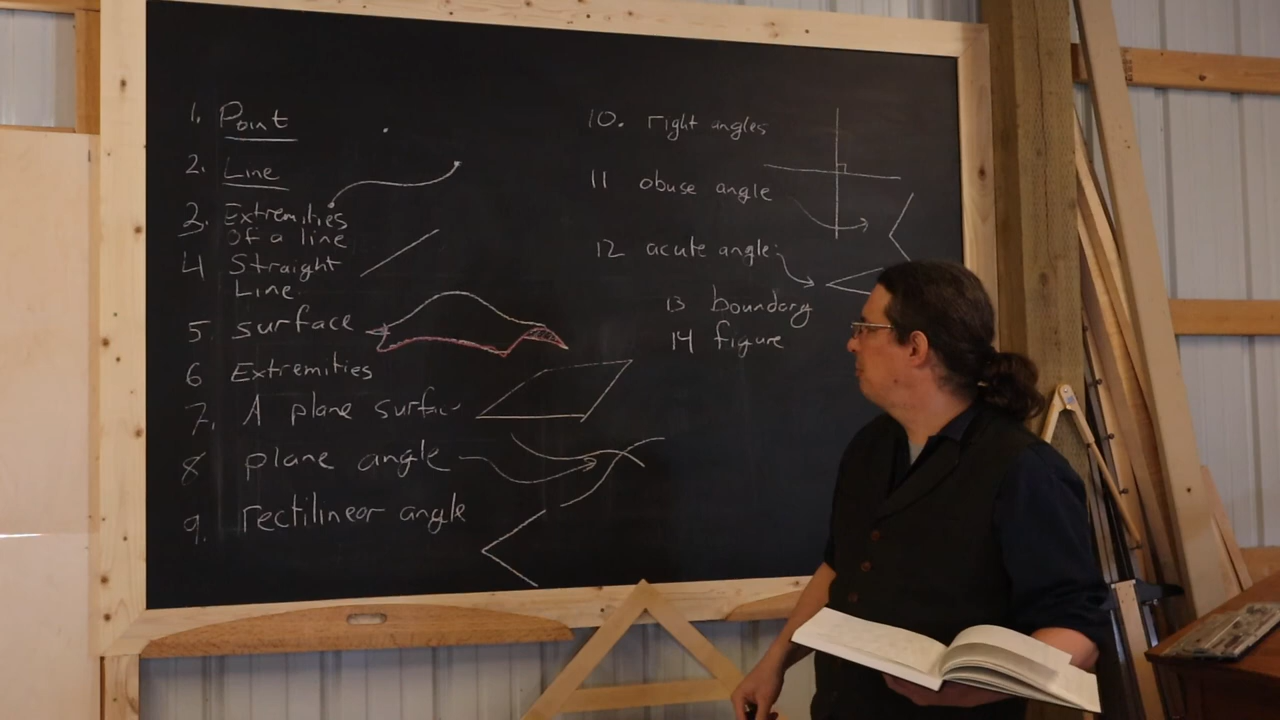 1. Point
2. Line
3. Extremities
of a line
4 Straight
Line.
5. surface
6 Extremities
7. A plane surfac
8 plane angle
9. rectilinear angle
10. right angles
11 obuse angle
12 acute angle
13 boundary
14 figure